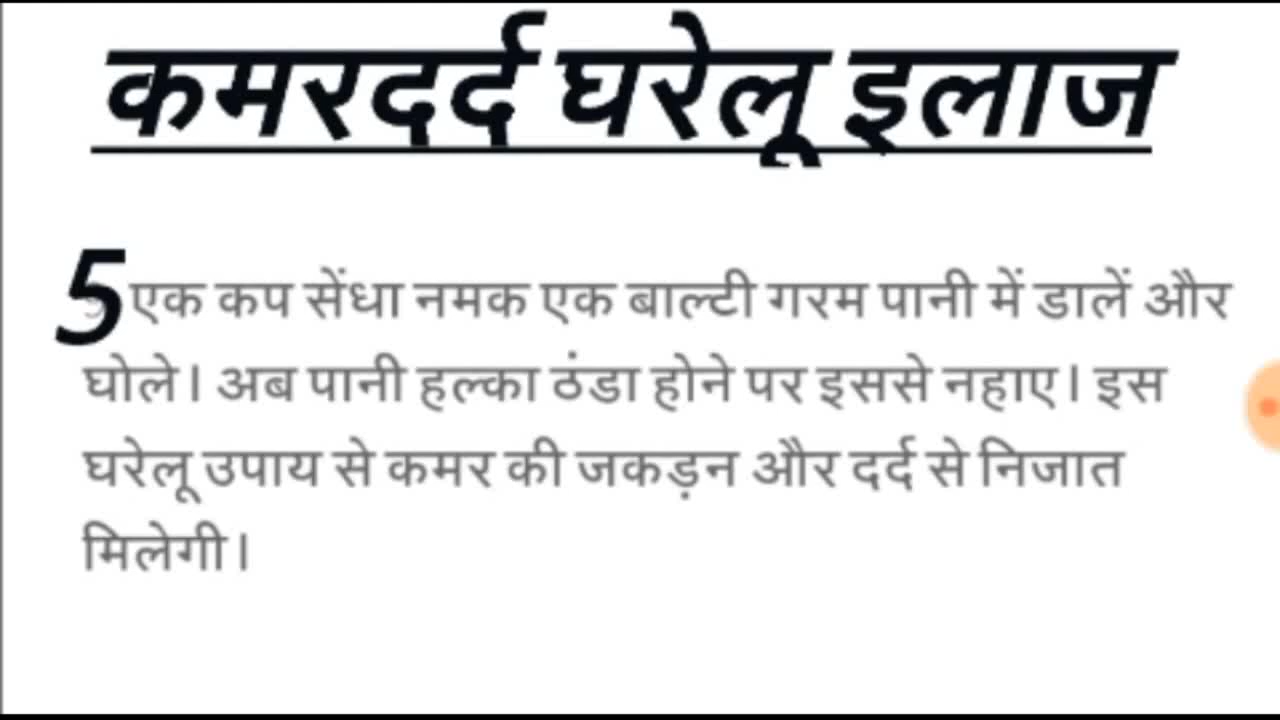 कमरदर्द घरेलू इलाज
5 एक कप सेंधा नमक एक बाल्टी गरम पानी में डालें और
घोले। अब पानी हल्का ठंडा होने पर इससे नहाए। इस
घरेलू उपाय से कमर की जकड़न और दर्द से निजात
मिलेगी।